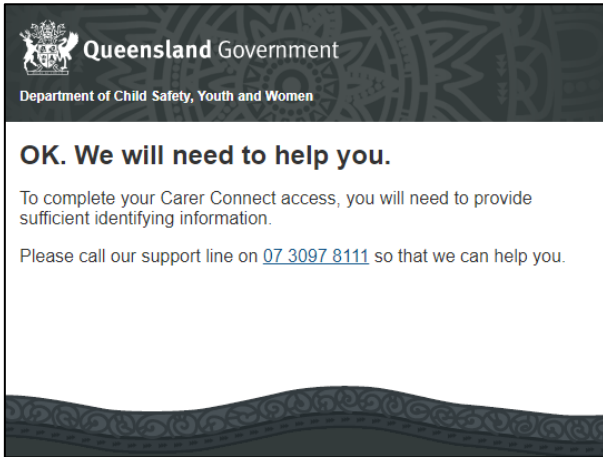 Queensland Government
Department of Child Safety, Youth and Women
OK. We will need to help you.
To complete your Carer Connect access, you will need to provide
sufficient identifying information.
Please call our support line on 07 3097 8111 so that we can help you.